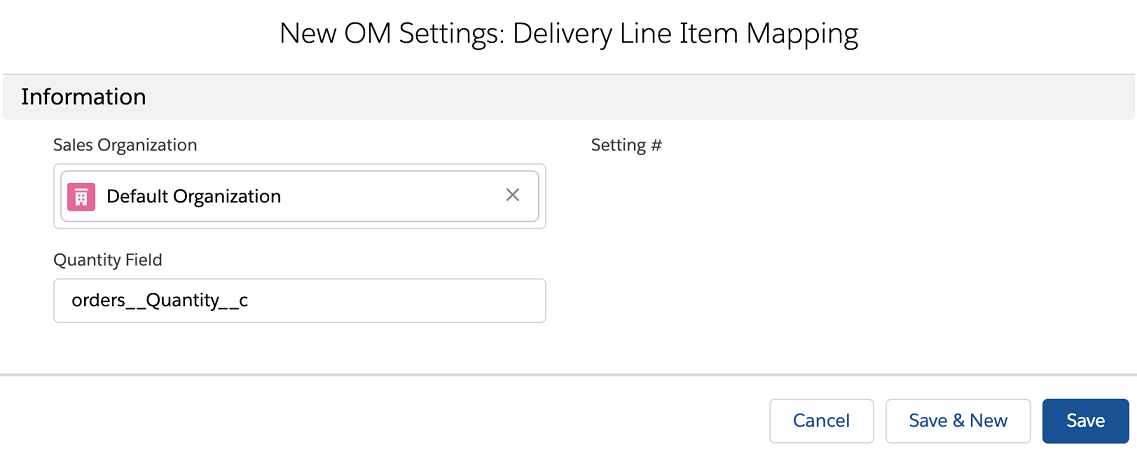 New OM Settings: Delivery Line Item Mapping
Information
Sales Organization
Default Organization
Setting #
Quantity Field
orders__Quantity__c
Cancel
Save & New
Save